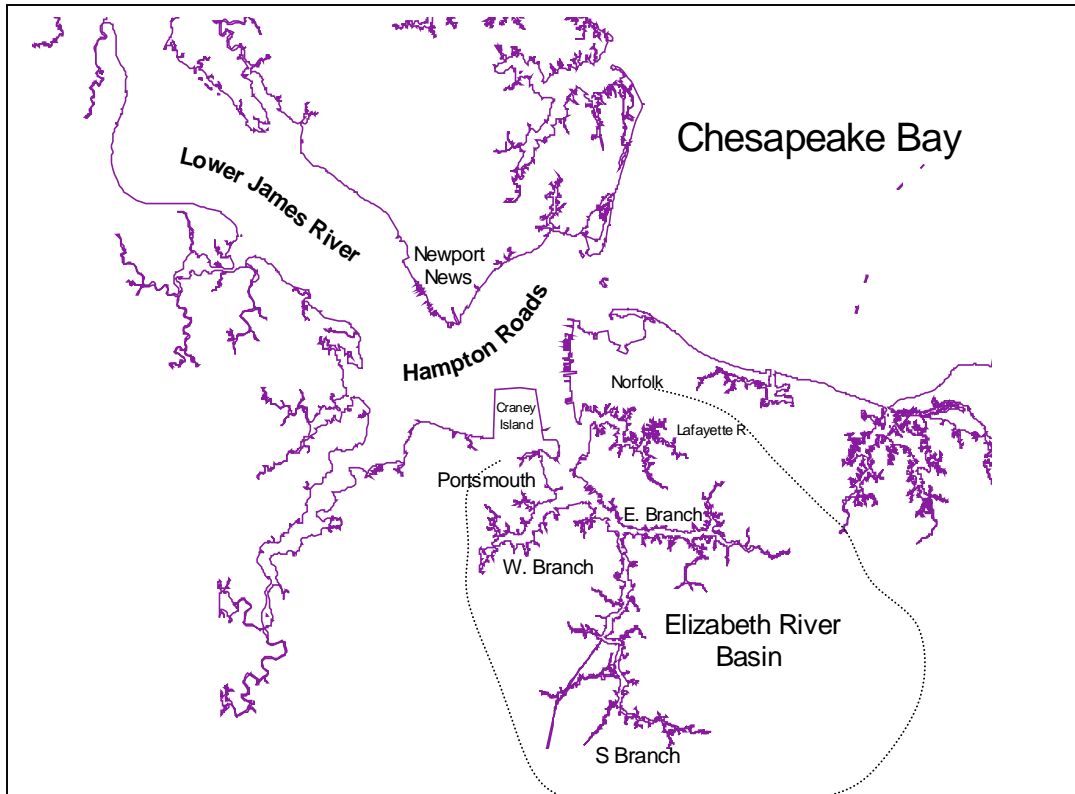 Chesapeake Bay
Lower James River
Newport
News
Hampton Roads
Norfolk
Craney
Island
Lafayette R
Portsmouth
E. Branch
W. Branch
Elizabeth River
Basin
S Branch